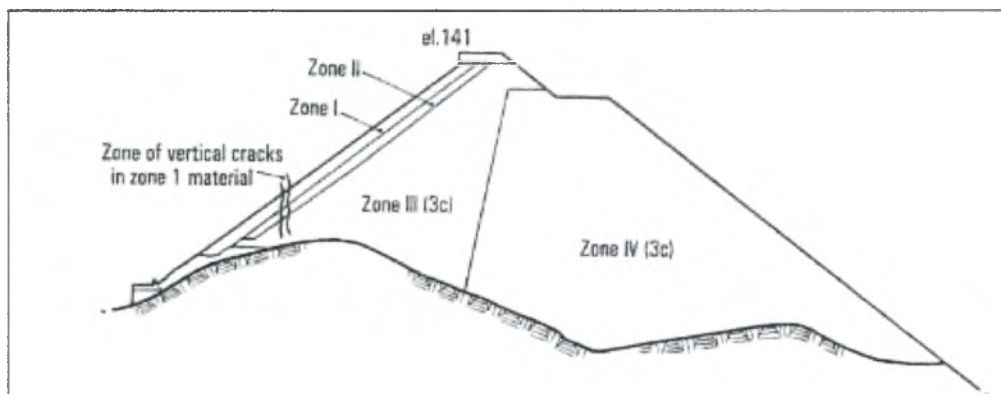 el.141
Zone II
Zone I
Zone of vertical cracks
in zone 1 material
Zone III (3c)
Zone IV (3c)